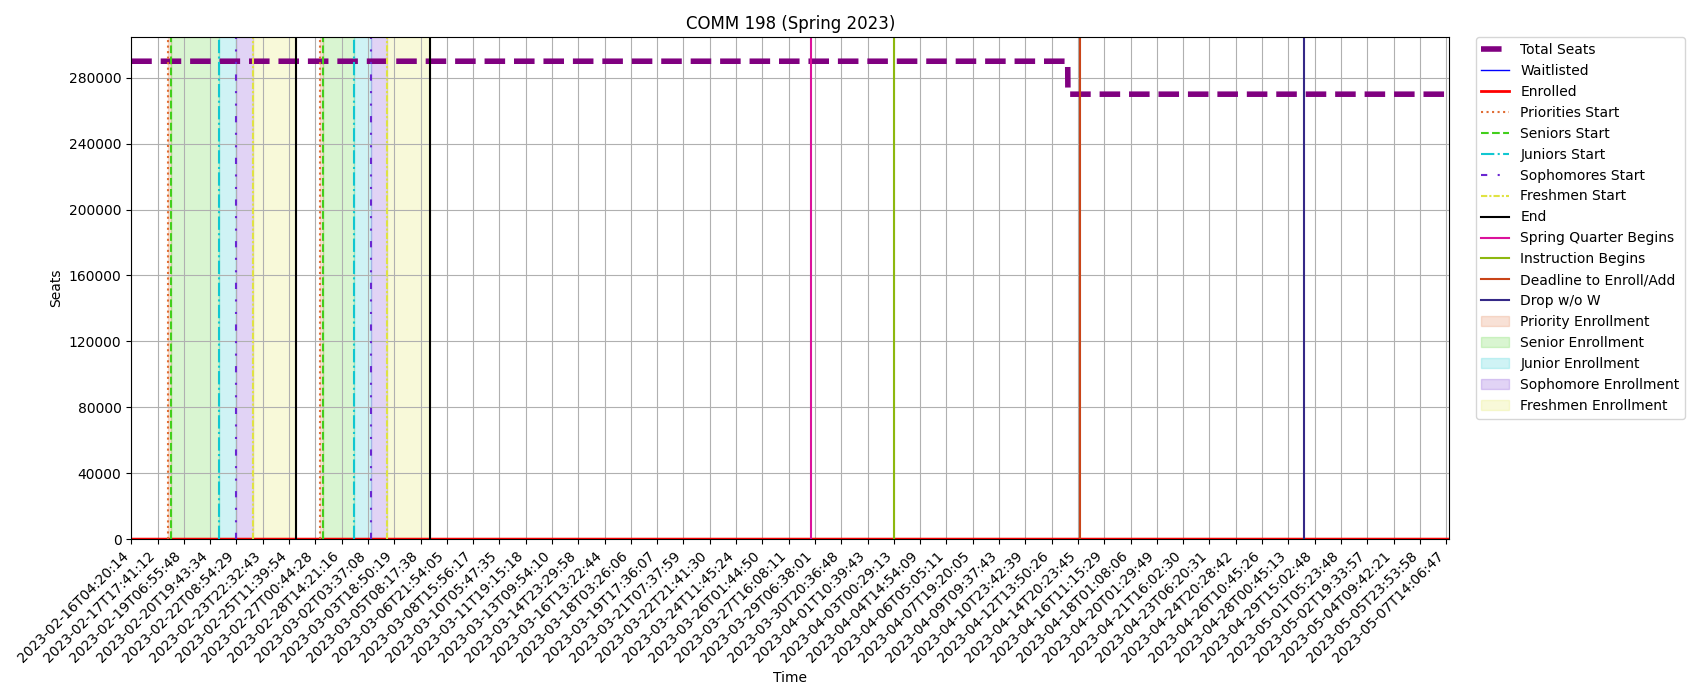 COMM 198 (Spring 2023)
Seats
280000
240000
200000
160000
120000
80000
40000
0
2023-02-16T04:20:14
2023-02-17T17:41:12
2023-02-19T06:55:48
2023-02-20T19:43:34
2023-02-22T08:54:29
2023-02-23T22:32:43
2023-02-25T11:39:54
2023-02-27T00:44:28
2023-02-28T14:21:16
2023-03-02T03:37:08
2023-03-03T18:50:19
2023-03-05T08:17:38
2023-03-06T21:54:05
2023-03-08T15:56:17
2023-03-10T05:47:35
2023-03-11T19:15:18
2023-03-13T09:54:10
2023-03-14T23:29:58
2023-03-16T13:22:44
2023-03-18T03:26:06
2023-03-19T17:36:07
2023-03-21T07:37:59
2023-03-22T21:41:30
2023-03-24T11:45:24
2023-03-26T01:44:50
2023-03-27T16:08:11
2023-03-29T06:38:01
2023-03-30T20:36:48
2023-04-01T10:39:43
2023-04-03T00:29:13
2023-04-04T14:54:09
2023-04-06T05:05:11
2023-04-07T19:20:05
2023-04-09T09:37:43
2023-04-10T23:42:39
2023-04-12T13:50:26
2023-04-14T20:23:45
2023-04-16T11:15:29
2023-04-18T01:08:06
2023-04-20T01:29:49
2023-04-21T16:02:30
2023-04-23T06:20:31
2023-04-24T20:28:42
2023-04-26T10:45:26
2023-04-28T00:45:13
2023-04-29T15:02:48
2023-05-01T05:23:48
2023-05-02T19:33:57
2023-05-04T09:42:21
2023-05-05T23:53:58
2023-05-07T14:06:47
Time
Total Seats
Waitlisted
Enrolled
Priorities Start
Seniors Start
Juniors Start
Sophomores Start
Freshmen Start
End
Spring Quarter Begins
Instruction Begins
Deadline to Enroll/Add
Drop w/o W
Priority Enrollment
Senior Enrollment
Junior Enrollment
Sophomore Enrollment
Freshmen Enrollment